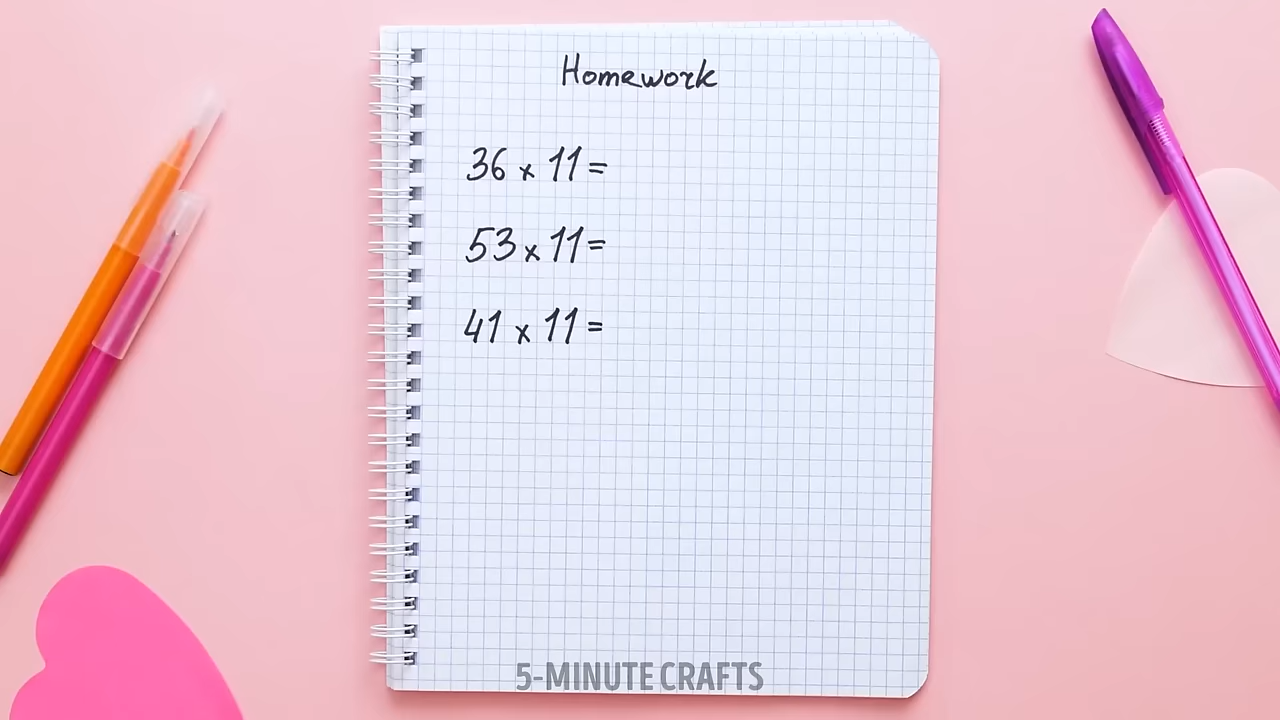 Homework
36 x 11 =
53 x 11 =
41 x 11 =
5-MINUTE CRAFTS